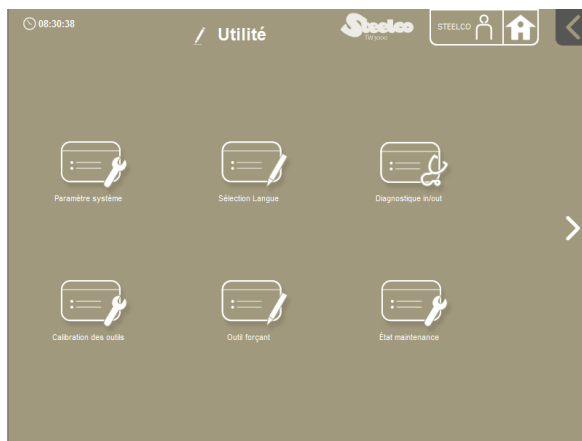 08:30:38
Utilité
Steelco
TW3000
STEELCO
Paramètre système
Sélection Langue
Diagnostique in/out
Calibration des outils
Outil forçant
État maintenance